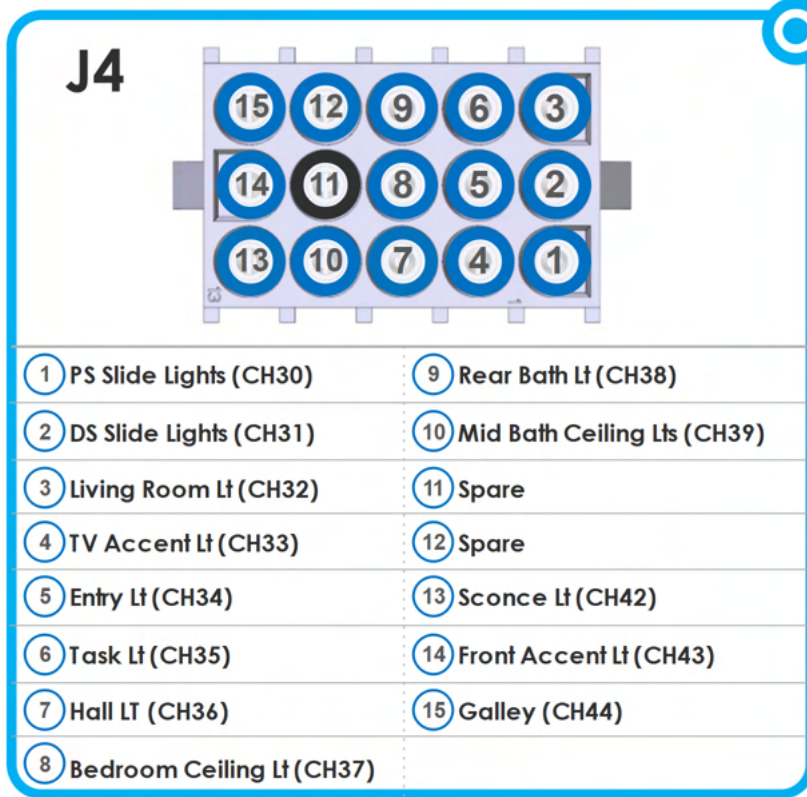 J4
15 12 9 6 3
14 11 8 5 2
13 10 7 4 1
13 1
1 PS Slide Lights (CH30)
2 DS Slide Lights (CH31)
3 Living Room Lt (CH32)
4 TV Accent Lt (CH33)
5 Entry Lt (CH34)
6 Task Lt (CH35)
7 Hall LT (CH36)
8 Bedroom Ceiling Lt (CH37)
9 Rear Bath Lt (CH38)
10 Mid Bath Ceiling Lts (CH39)
11 Spare
12 Spare
13 Sconce Lt (CH42)
14 Front Accent Lt (CH43)
15 Galley (CH44)